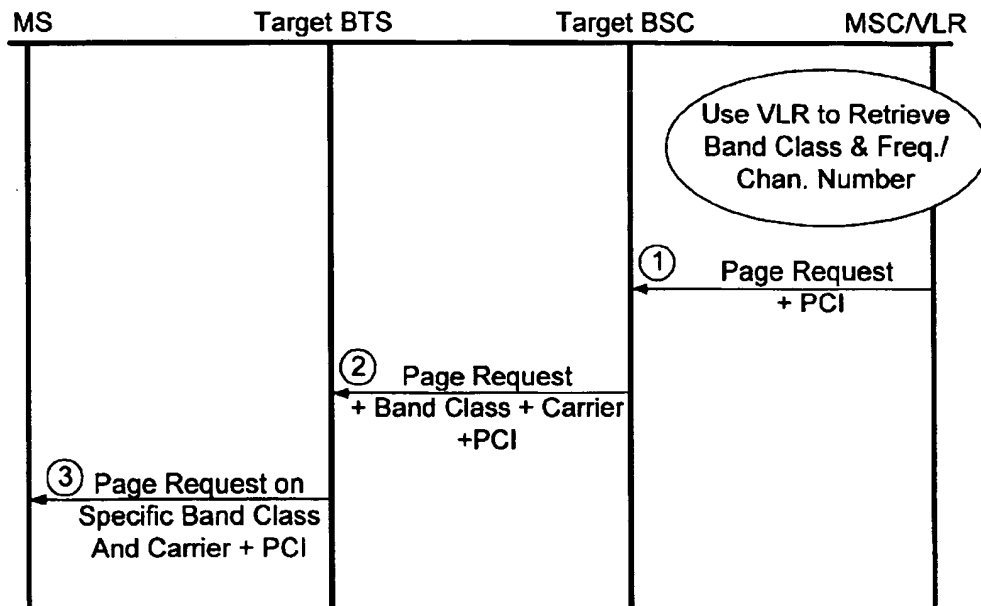 MS Target BTS Target BSC MSC/VLR
Use VLR to Retrieve
Band Class & Freq./
Chan. Number
1 Page Request
+ PCI
2 Page Request
+ Band Class + Carrier
+PCI
3 Page Request on
Specific Band Class
And Carrier + PCI